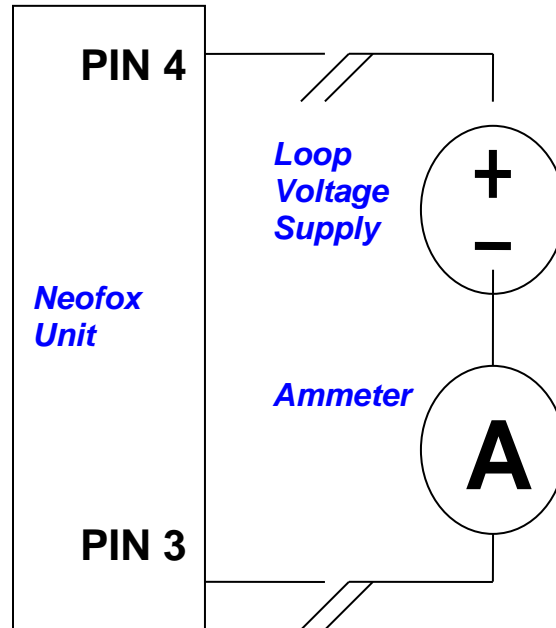 PIN 4
Loop
Voltage
Supply
+
–
Neofox
Unit
Ammeter
A
PIN 3